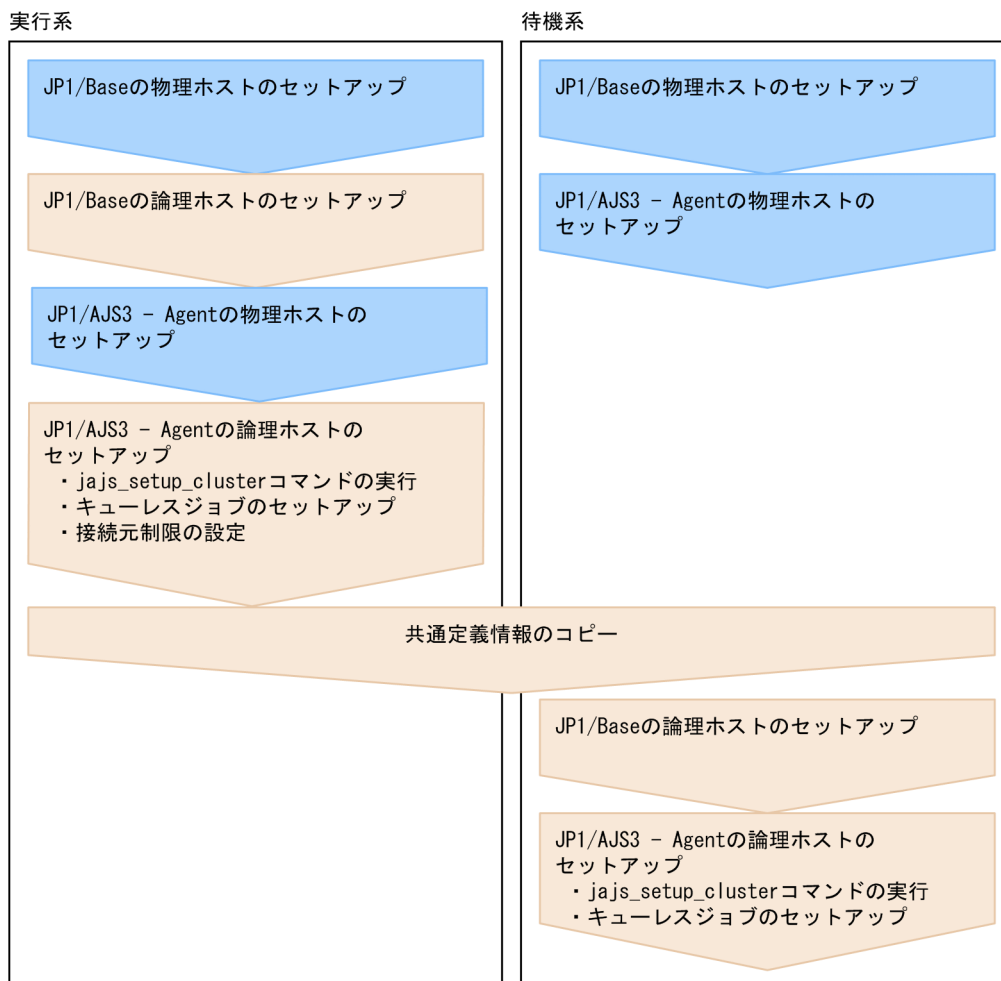 実行系
JP1/Baseの物理ホストのセットアップ
JP1/Baseの論理ホストのセットアップ
JP1/AJS3 − Agentの物理ホストの
セットアップ
JP1/AJS3 − Agentの論理ホストの
セットアップ
・jajs_setup_clusterコマンドの実行
・キューレスジョブのセットアップ
・接続元制限の設定
待機系
JP1/Baseの物理ホストのセットアップ
JP1/AJS3 − Agentの物理ホストの
セットアップ
共通定義情報のコピー
JP1/Baseの論理ホストのセットアップ
JP1/AJS3 − Agentの論理ホストの
セットアップ
・jajs_setup_clusterコマンドの実行
・キューレスジョブのセットアップ